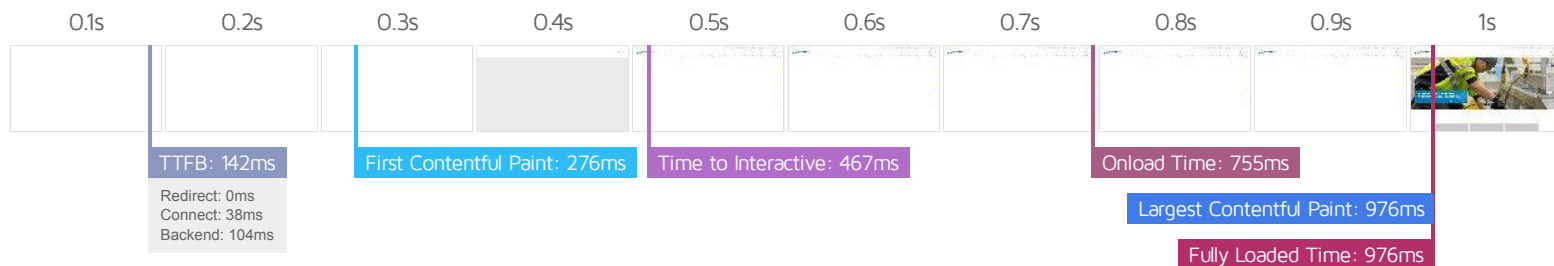 0.1s 0.2s 0.3s 0.4s 0.5s 0.6s 0.7s 0.8s 0.9s 1s
TTFB: 142ms First Contentful Paint: 276ms Time to Interactive: 467ms Onload Time: 755ms
Redirect: 0ms
Connect: 38ms
Backend: 104ms
Largest Contentful Paint: 976ms
Fully Loaded Time: 976ms